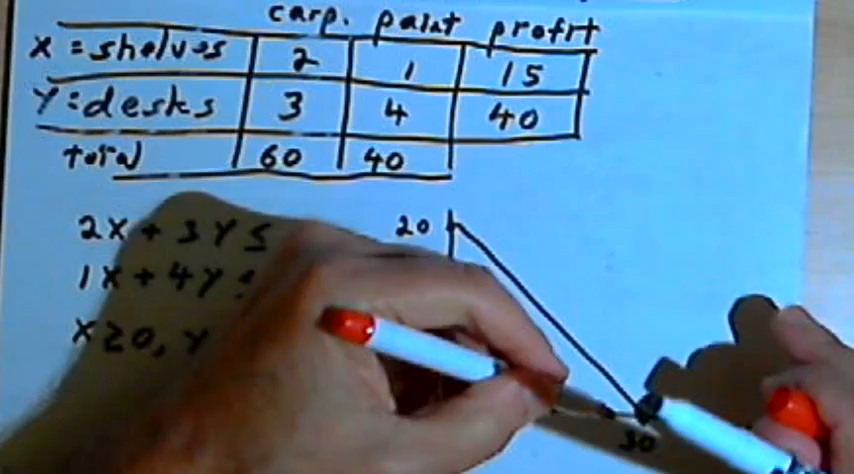 carp. paint profit
X = shelves 2 1 15
Y = desks 3 4 40
total 60 40
2X + 3Y ≤
1X + 4Y
X ≥ 0, Y
20
30